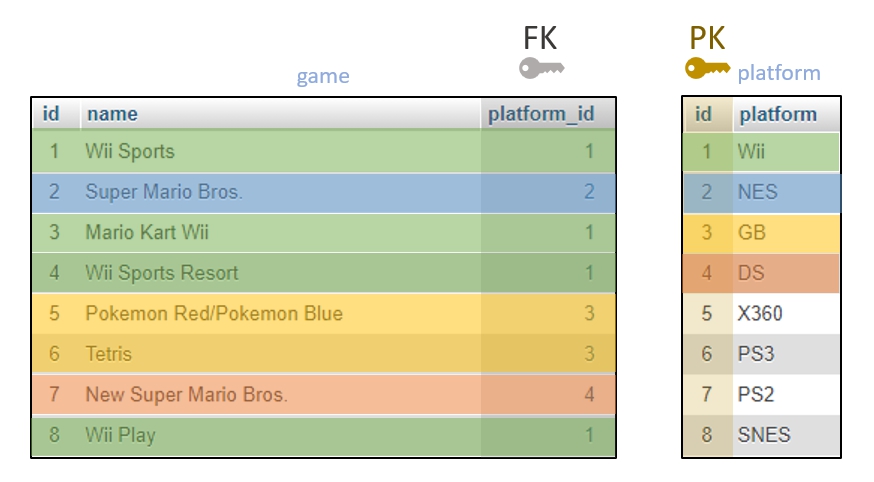 FK PK
game platform
id name platform_id id platform
1 Wii Sports 1 1 Wii
2 Super Mario Bros. 2 2 NES
3 Mario Kart Wii 1 3 GB
4 Wii Sports Resort 1 4 DS
5 Pokemon Red/Pokemon Blue 3 5 X360
6 Tetris 3 6 PS3
7 New Super Mario Bros. 4 7 PS2
8 Wii Play 1 8 SNES